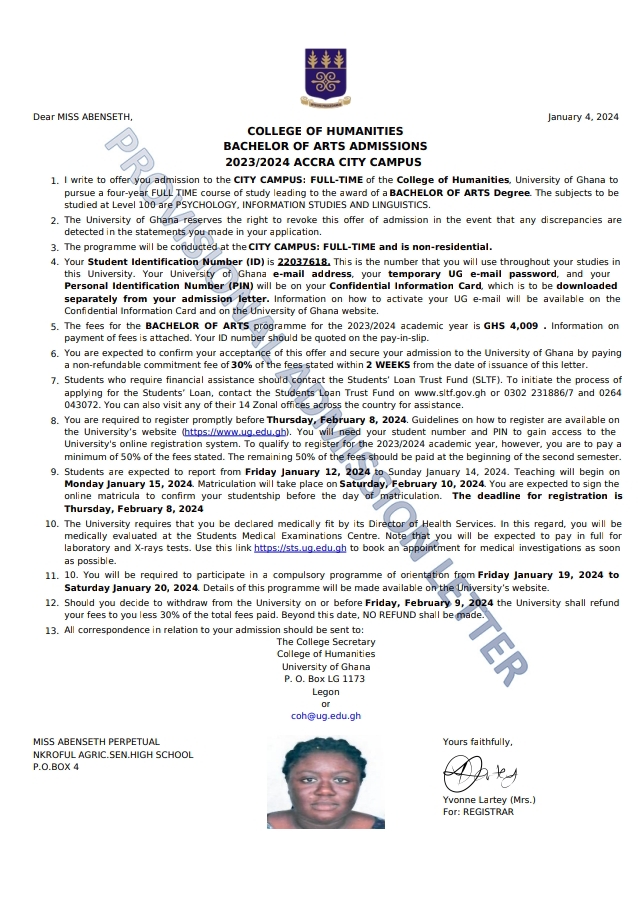 Dear MISS ABENSETH,
January 4, 2024
COLLEGE OF HUMANITIES
BACHELOR OF ARTS ADMISSIONS
2023/2024 ACCRA CITY CAMPUS
1. I write to offer you admission to the CITY CAMPUS: FULL-TIME of the College of Humanities, University of Ghana to
pursue a four-year FULL TIME course of study leading to the award of a BACHELOR OF ARTS Degree. The subjects to be
studied at Level 100 are PSYCHOLOGY, INFORMATION STUDIES AND LINGUISTICS.
2. The University of Ghana reserves the right to revoke this offer of admission in the event that any discrepancies are
detected in the statements you made in your application.
3. The programme will be conducted at the CITY CAMPUS: FULL-TIME and is non-residential.
4. Your Student Identification Number (ID) is 22037618. This is the number that you will use throughout your studies in
this University. Your University of Ghana e-mail address, your temporary UG e-mail password, and your
Personal Identification Number (PIN) will be on your Confidential Information Card, which is to be downloaded
separately from your admission letter. Information on how to activate your UG e-mail will be available on the
Confidential Information Card and on the University of Ghana website.
5. The fees for the BACHELOR OF ARTS programme for the 2023/2024 academic year is GHS 4,009 . Information on
payment of fees is attached. Your ID number should be quoted on the pay-in-slip.
6. You are expected to confirm your acceptance of this offer and secure your admission to the University of Ghana by paying
a non-refundable commitment fee of 30% of the fees stated within 2 WEEKS from the date of issuance of this letter.
7. Students who require financial assistance should contact the Students' Loan Trust Fund (SLTF). To initiate the process of
applying for the Students' Loan, contact the Students Loan Trust Fund on www.sltf.gov.gh or 0302 231886/7 and 0264
043072. You can also visit any of their 14 Zonal offices across the country for assistance.
8. You are required to register promptly before Thursday, February 8, 2024. Guidelines on how to register are available on
the University's website (https://www.ug.edu.gh). You will need your student number and PIN to gain access to the
University's online registration system. To qualify to register for the 2023/2024 academic year, however, you are to pay a
minimum of 50% of the fees stated. The remaining 50% of the fees should be paid at the beginning of the second semester.
9. Students are expected to report from Friday January 12, 2024 to Sunday January 14, 2024. Teaching will begin on
Monday January 15, 2024. Matriculation will take place on Saturday, February 10, 2024. You are expected to sign the
online matricula to confirm your studentship before the day of matriculation. The deadline for registration is
Thursday, February 8, 2024
10. The University requires that you be declared medically fit by its Director of Health Services. In this regard, you will be
medically evaluated at the Students Medical Examinations Centre. Note that you will be expected to pay in full for
laboratory and X-rays tests. Use this link https://sts.ug.edu.gh to book an appointment for medical investigations as soon
as possible.
11. 10. You will be required to participate in a compulsory programme of orientation from Friday January 19, 2024 to
Saturday January 20, 2024. Details of this programme will be made available on the University's website.
12. Should you decide to withdraw from the University on or before Friday, February 9, 2024 the University shall refund
your fees to you less 30% of the total fees paid. Beyond this date, NO REFUND shall be made.
13. All correspondence in relation to your admission should be sent to:
The College Secretary
College of Humanities
University of Ghana
P. O. Box LG 1173
Legon
or
coh@ug.edu.gh
PROVISIONAL ADMISSION LETTER
MISS ABENSETH PERPETUAL
NKROFUL AGRIC.SEN.HIGH SCHOOL
P.O.BOX 4
Yours faithfully,
Yvonne Lartey (Mrs.)
For: REGISTRAR